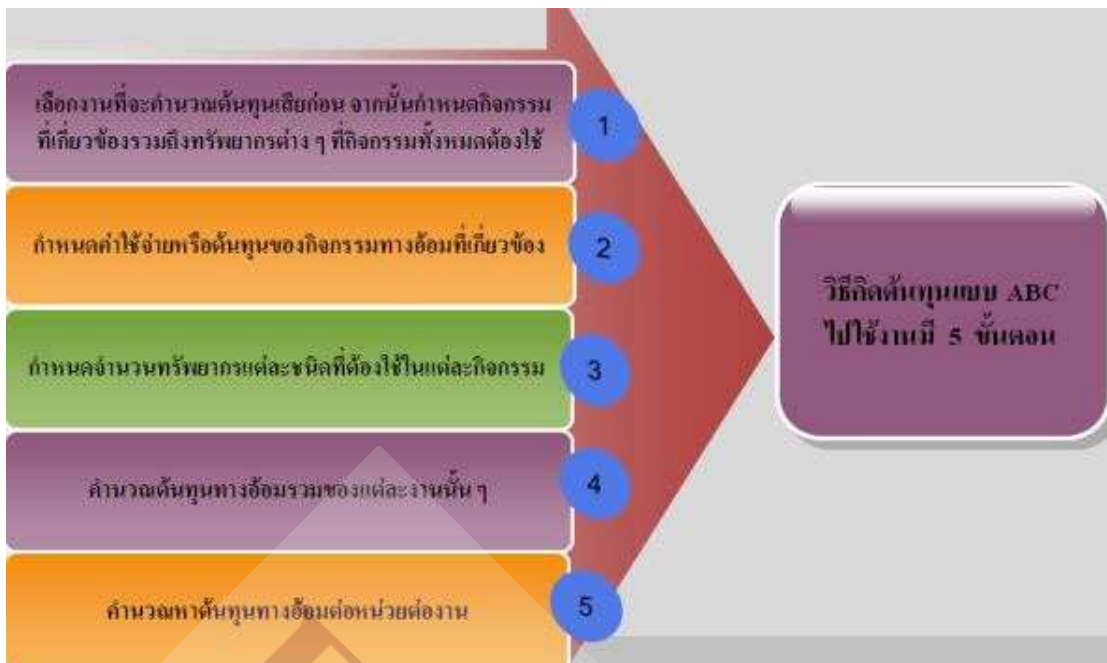 เลือกงานที่จะคำนวณต้นทุนเสียก่อน จากนั้นกำหนดกิจกรรม
ที่เกี่ยวข้องรวมถึงทรัพยากรต่าง ๆ ที่กิจกรรมทั้งหมดต้องใช้
1
กำหนดค่าใช้จ่ายหรือต้นทุนของกิจกรรมทางอ้อมที่เกี่ยวข้อง
2
กำหนดจำนวนทรัพยากรแต่ละชนิดที่ต้องใช้ในแต่ละกิจกรรม
3
คำนวณต้นทุนทางอ้อมรวมของแต่ละงานนั้น ๆ
4
คำนวณหาต้นทุนทางอ้อมต่อหน่วยต่องาน
5
วิธีคิดต้นทุนแบบ ABC
ไปใช้งานมี 5 ขั้นตอน